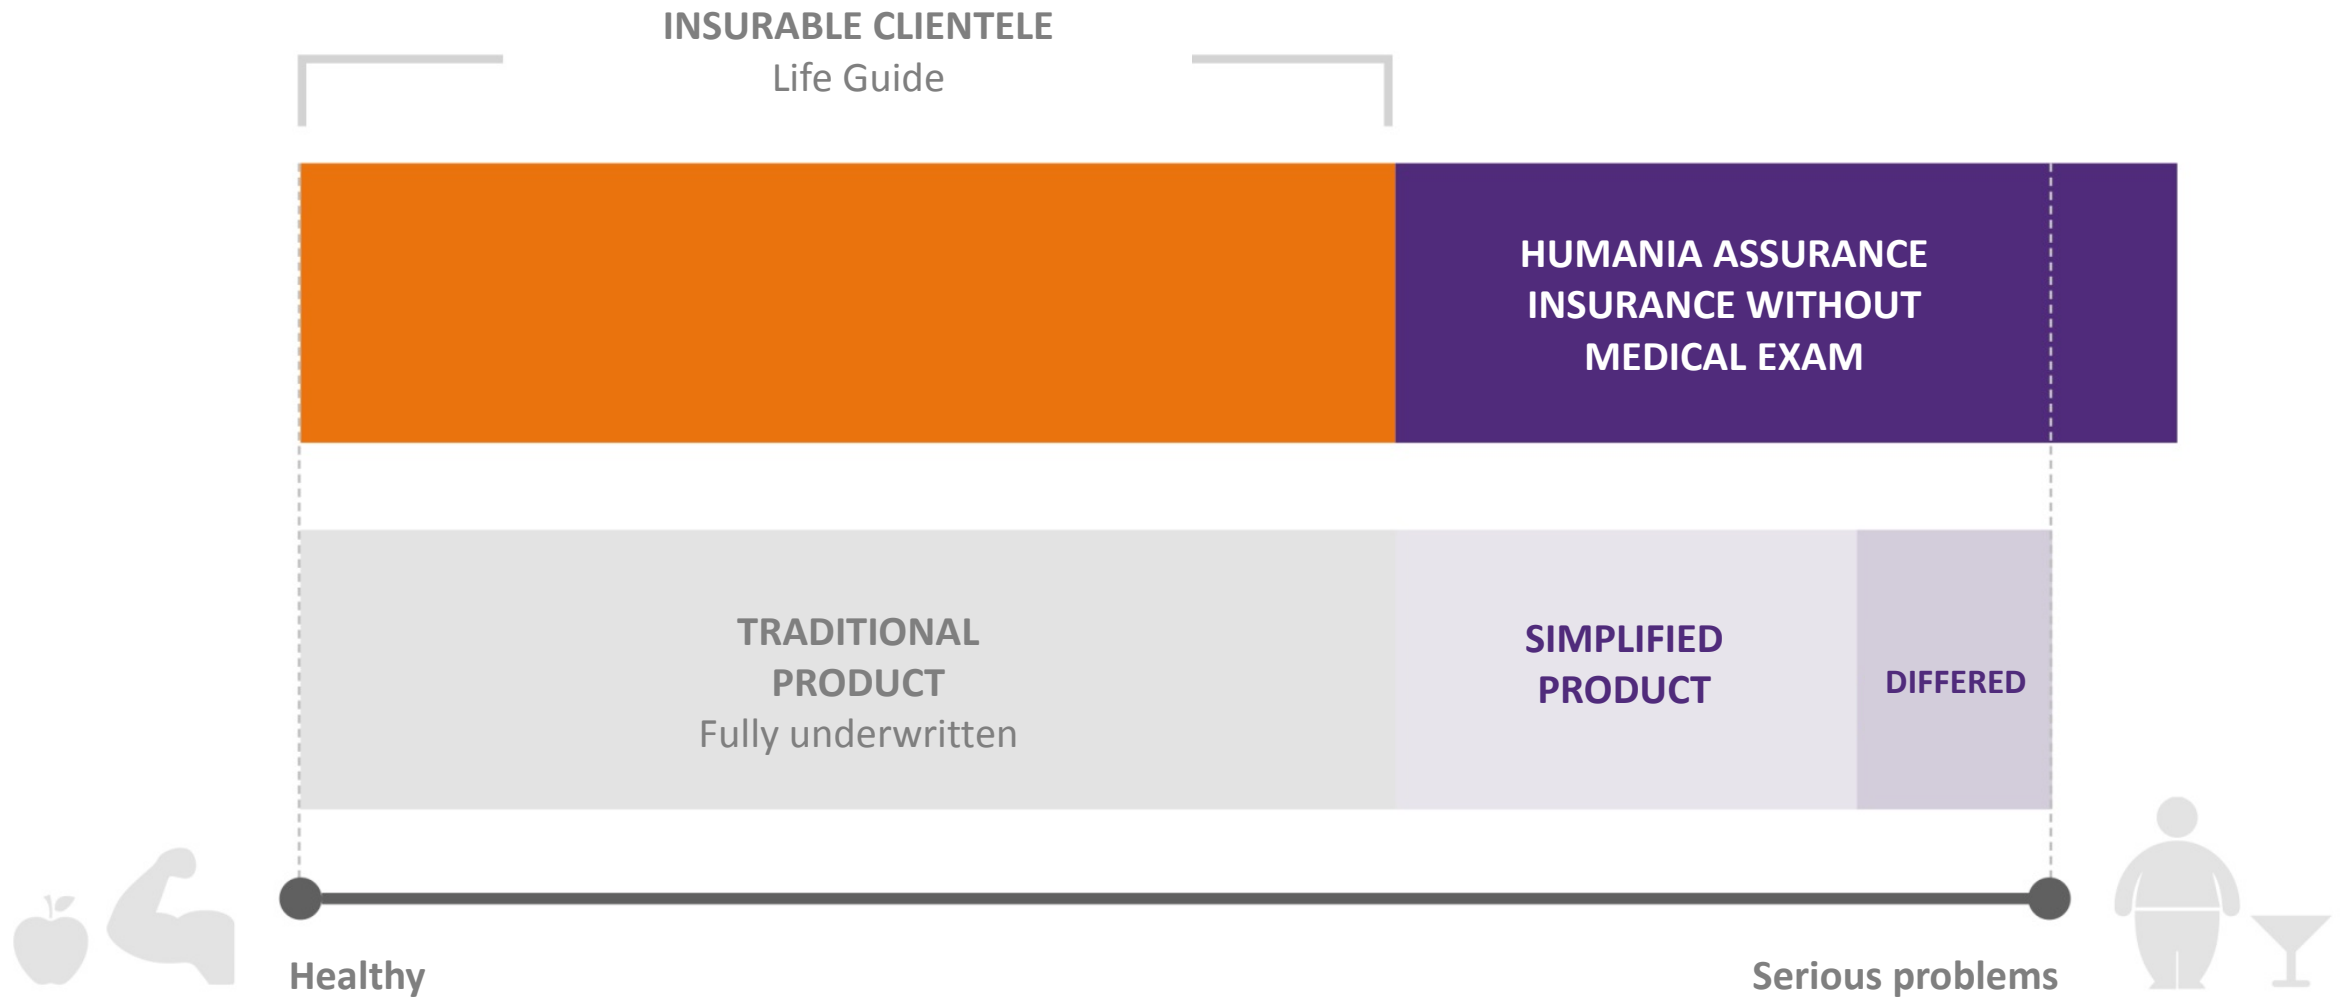 INSURABLE CLIENTELE
Life Guide
HUMANIA ASSURANCE
INSURANCE WITHOUT
MEDICAL EXAM
TRADITIONAL
PRODUCT
Fully underwritten
SIMPLIFIED
PRODUCT
DIFFERED
Healthy
Serious problems